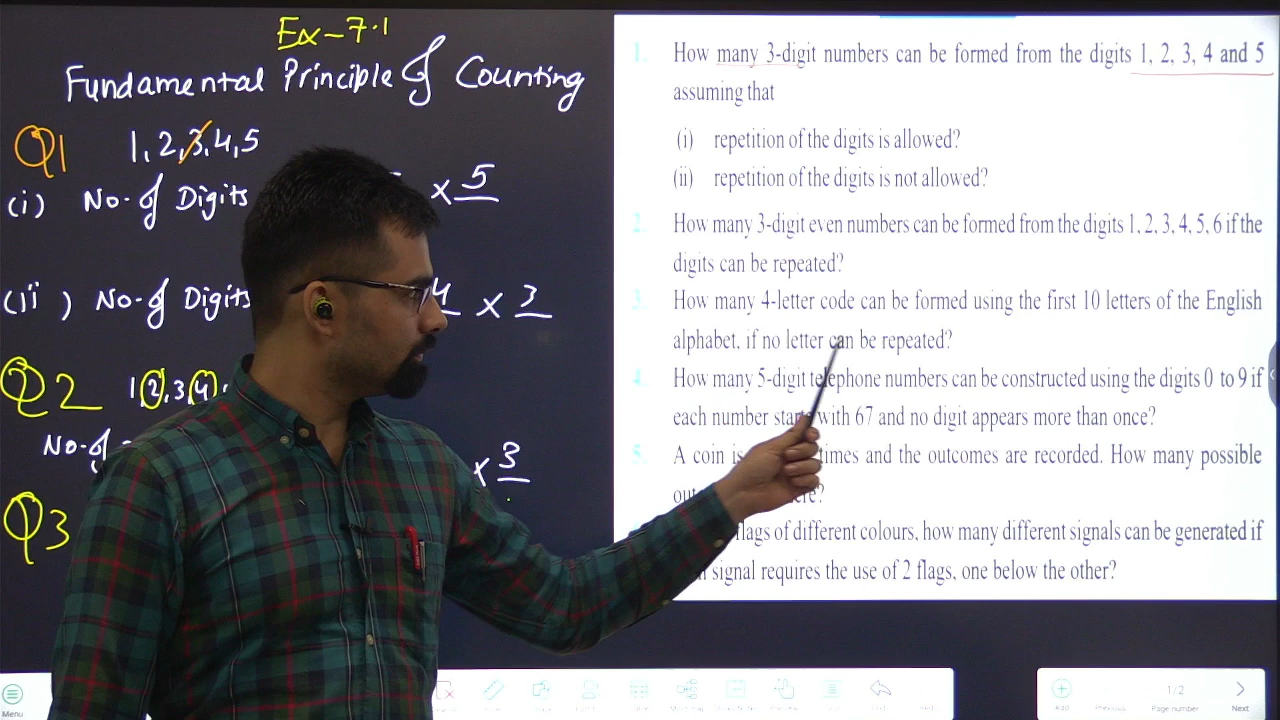 Ex-7.1
Fundamental Principle of Counting
Q1 1, 2, 3, 4, 5
(i) No. of Digits × 5
(ii) No. of Digits 4 × 3
Q2 1, 2, 3, 4,
No. of × 3
Q3
1. How many 3-digit numbers can be formed from the digits 1, 2, 3, 4 and 5
assuming that
(i) repetition of the digits is allowed?
(ii) repetition of the digits is not allowed?
2. How many 3-digit even numbers can be formed from the digits 1, 2, 3, 4, 5, 6 if the
digits can be repeated?
3. How many 4-letter code can be formed using the first 10 letters of the English
alphabet, if no letter can be repeated?
4. How many 5-digit telephone numbers can be constructed using the digits 0 to 9 if
each number starts with 67 and no digit appears more than once?
5. A coin is times and the outcomes are recorded. How many possible
flags of different colours, how many different signals can be generated if
signal requires the use of 2 flags, one below the other?
Menu
1/2
Page number
Next